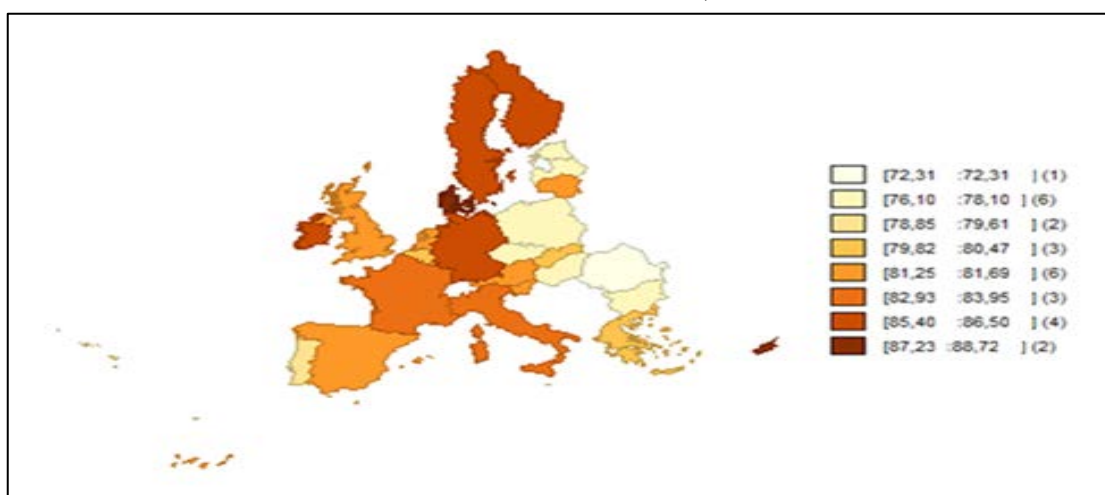 [72,31 :72,31 ] (1)
[76,10 :78,10 ] (6)
[78,85 :79,61 ] (2)
[79,82 :80,47 ] (3)
[81,25 :81,69 ] (6)
[82,93 :83,95 ] (3)
[85,40 :86,50 ] (4)
[87,23 :88,72 ] (2)